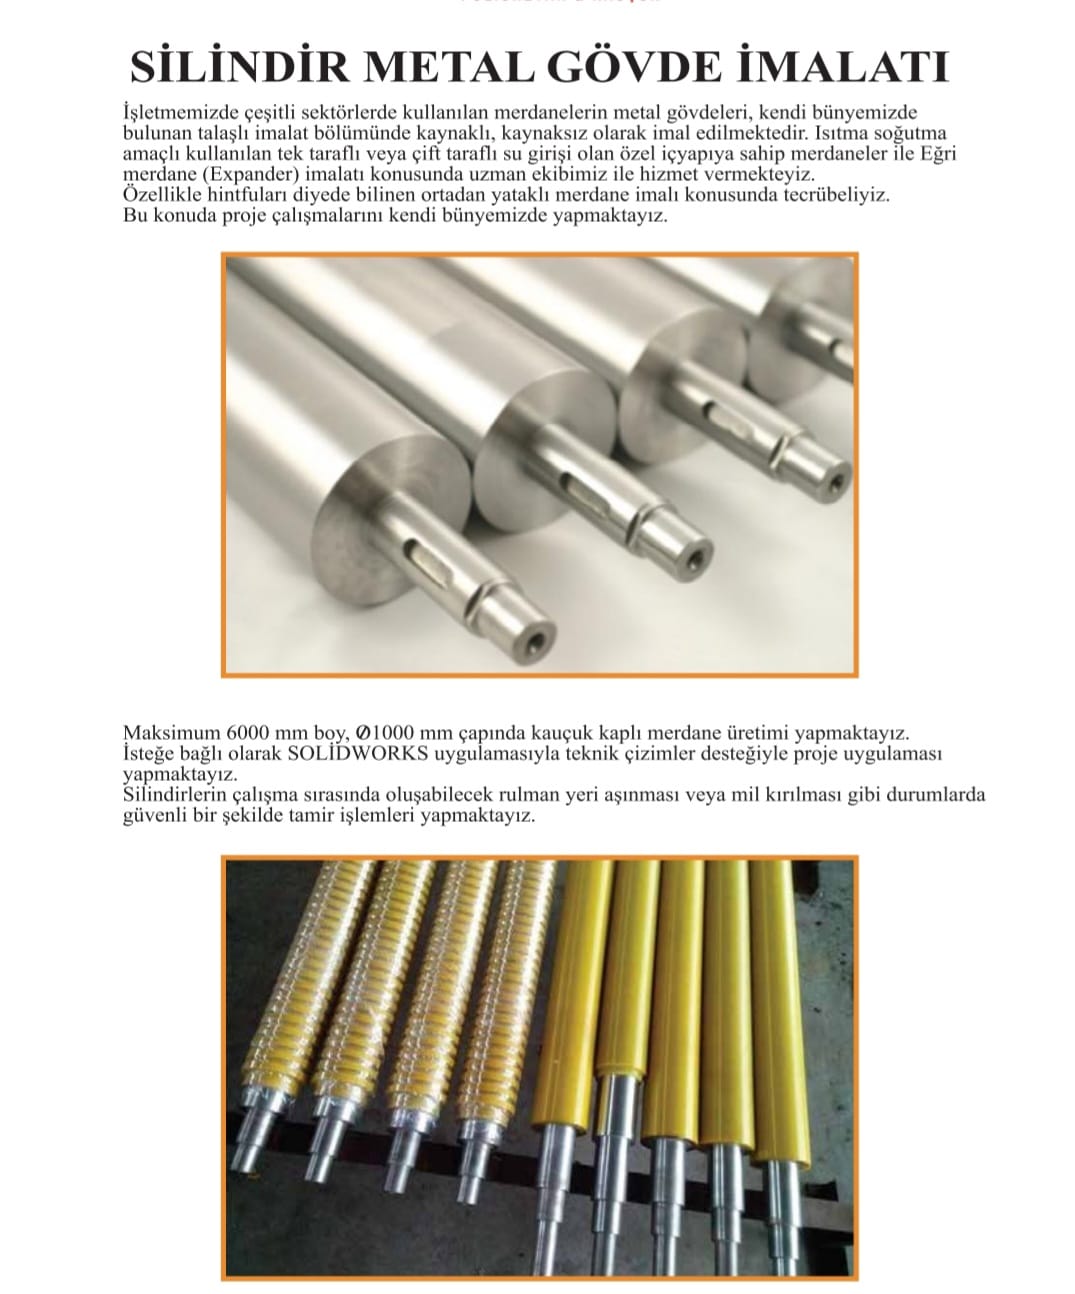 SİLİNDİR METAL GÖVDE İMALATI
İşletmemizde çeşitli sektörlerde kullanılan merdanelerin metal gövdeleri, kendi bünyemizde
bulunan talaşlı imalat bölümünde kaynaklı, kaynaksız olarak imal edilmektedir. Isıtma soğutma
amaçlı kullanılan tek taraflı veya çift taraflı su girişi olan özel içyapıya sahip merdaneler ile Eğri
merdane (Expander) imalatı konusunda uzman ekibimiz ile hizmet vermekteyiz.
Özellikle hintfuları diyede bilinen ortadan yataklı merdane imalı konusunda tecrübeliyiz.
Bu konuda proje çalışmalarını kendi bünyemizde yapmaktayız.
Maksimum 6000 mm boy, Ø1000 mm çapında kauçuk kaplı merdane üretimi yapmaktayız.
İsteğe bağlı olarak SOLİDWORKS uygulamasıyla teknik çizimler desteğiyle proje uygulaması
yapmaktayız.
Silindirlerin çalışma sırasında oluşabilecek rulman yeri aşınması veya mil kırılması gibi durumlarda
güvenli bir şekilde tamir işlemleri yapmaktayız.